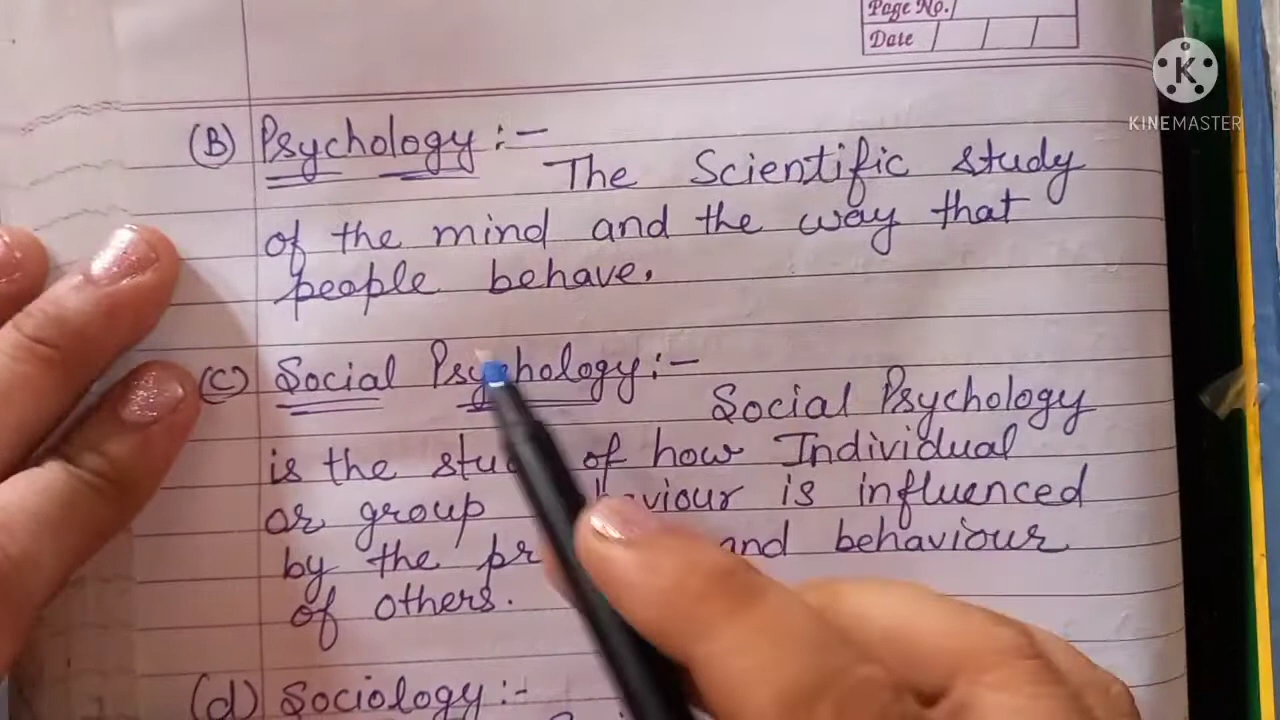 Page No.
Date
KINEMASTER
(B) Psychology :-
The Scientific study
of the mind and the way that
people behave.
(C) Social Psychology :-
Social Psychology
is the of how Individual
or group is influenced
by the and behaviour
of others.
(d) Sociology :-